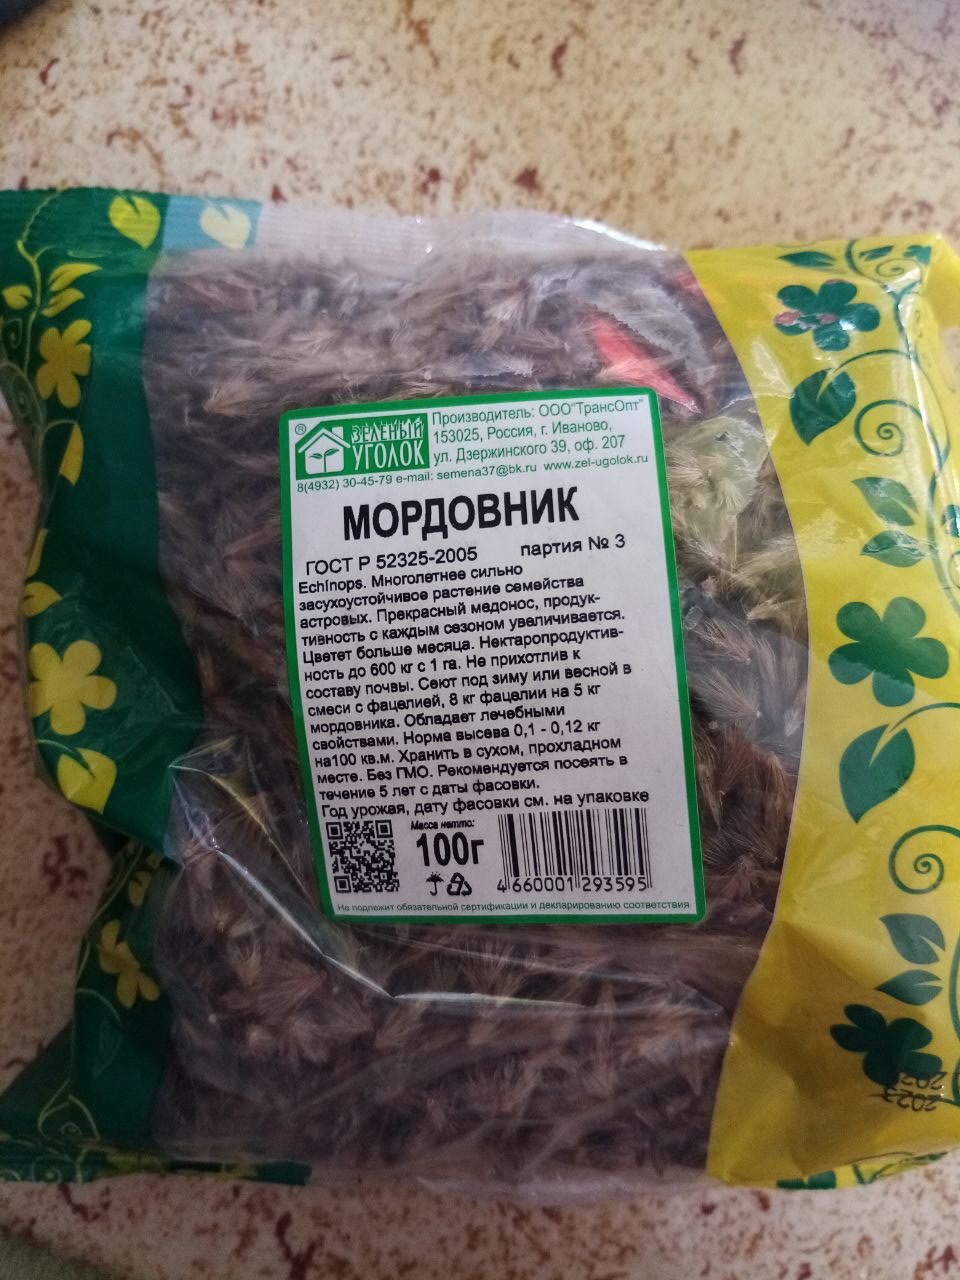 ®
ЗЕЛЁНЫЙ
УГОЛОК
Производитель: ООО"ТрансОпт"
153025, Россия, г. Иваново,
ул. Дзержинского 39, оф. 207
8(4932) 30-45-79 e-mail: semena37@bk.ru www.zel-ugolok.ru
МОРДОВНИК
ГОСТ Р 52325-2005 партия № 3
Echinops. Многолетнее сильно
засухоустойчивое растение семейства
астровых. Прекрасный медонос, продук-
тивность с каждым сезоном увеличивается.
Цветет больше месяца. Нектаропродуктив-
ность до 600 кг с 1 га. Не прихотлив к
составу почвы. Сеют под зиму или весной в
смеси с фацелией, 8 кг фацелии на 5 кг
мордовника. Обладает лечебными
свойствами. Норма высева 0,1 - 0,12 кг
на100 кв.м. Хранить в сухом, прохладном
месте. Без ГМО. Рекомендуется посеять в
течение 5 лет с даты фасовки.
Год урожая, дату фасовки см. на упаковке
Масса нетто:
100г
4 660001 293595
Не подлежит обязательной сертификации и декларированию соответствия
2023